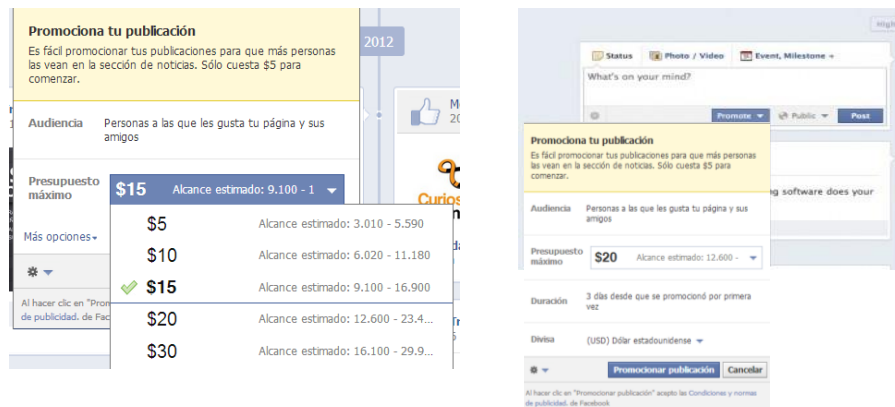 Promociona tu publicación
Es fácil promocionar tus publicaciones para que más personas
las vean en la sección de noticias. Sólo cuesta $5 para
comenzar.
2012
Audiencia Personas a las que les gusta tu página y sus
amigos
Presupuesto
máximo
$15 Alcance estimado: 9.100 - 1
$5 Alcance estimado: 3.010 - 5.590
Más opciones
$10 Alcance estimado: 6.020 - 11.180
$15 Alcance estimado: 9.100 - 16.900
Al hacer clic en "Pron
de publicidad. de Fac
$20 Alcance estimado: 12.600 - 23.4...
$30 Alcance estimado: 16.100 - 29.9...
Curios
High
Status Photo / Video Event, Milestone +
What's on your mind?
Promote Public Post
Promociona tu publicación
Es fácil promocionar tus publicaciones para que más personas
las vean en la sección de noticias. Sólo cuesta $5 para
comenzar.
Audiencia Personas a las que les gusta tu página y sus
amigos
g software does your
Presupuesto
máximo
$20 Alcance estimado: 12.600 -
Duración 3 días desde que se promocionó por primera
vez
Divisa (USD) Dólar estadounidense
Promocionar publicación Cancelar
Al hacer clic en "Promocionar publicación" acepto las Condiciones y normas
de publicidad. de Facebook